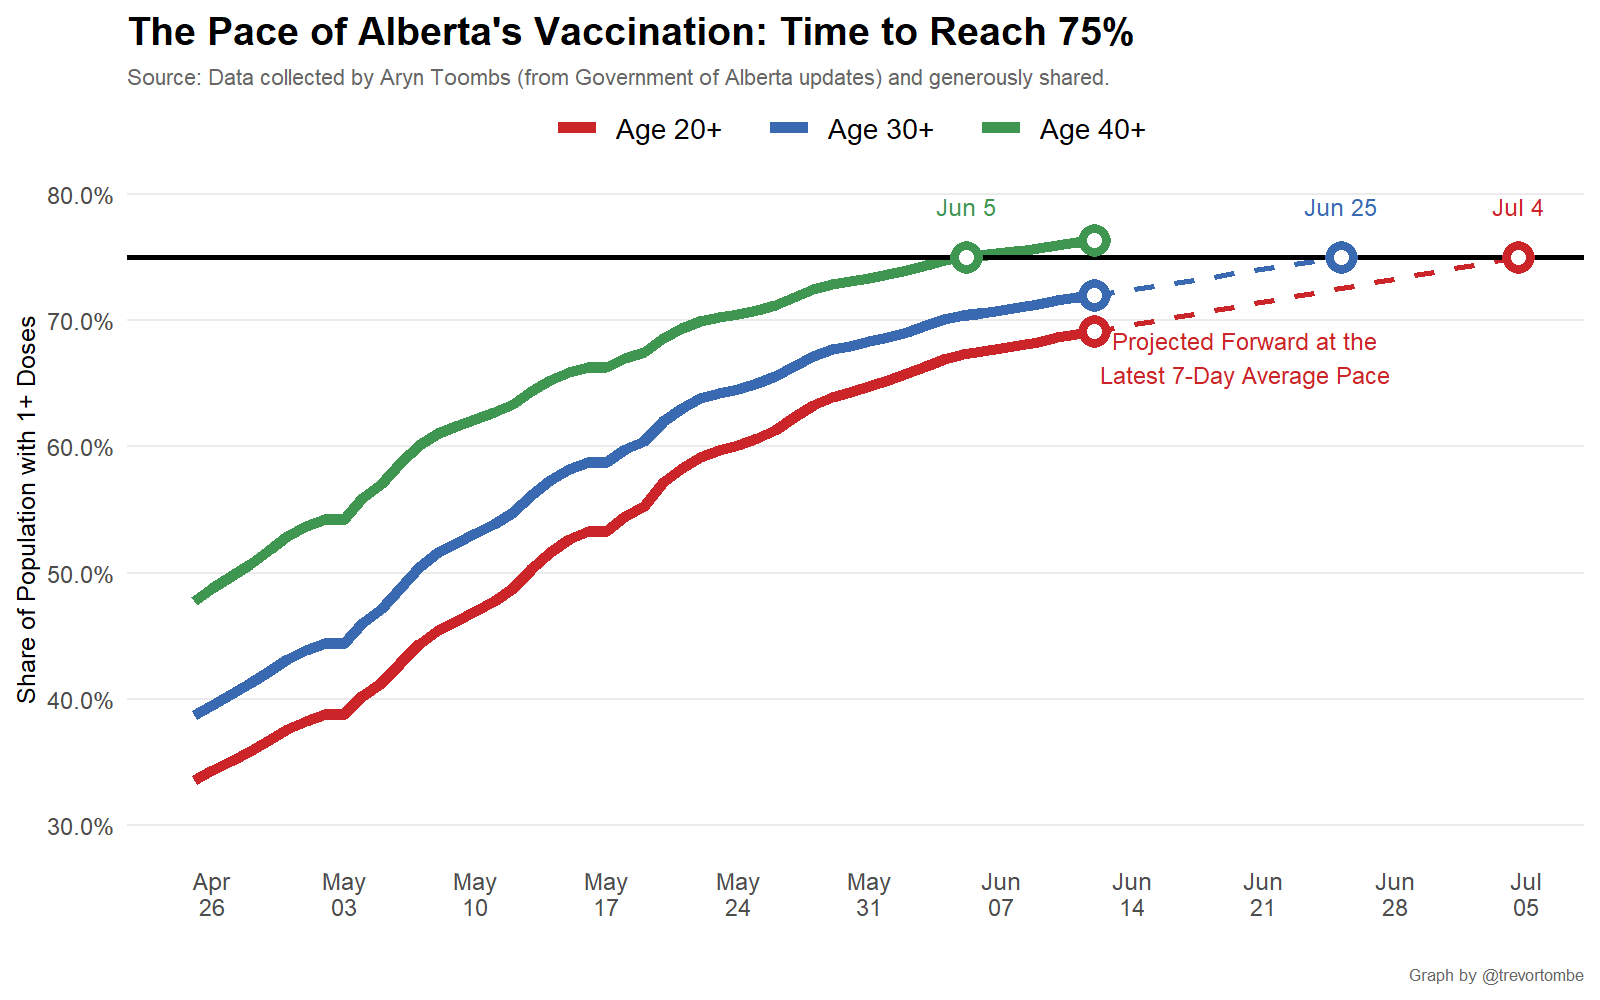 The Pace of Alberta's Vaccination: Time to Reach 75%
Source: Data collected by Aryn Toombs (from Government of Alberta updates) and generously shared.
Age 20+
Age 30+
Age 40+
Share of Population with 1+ Doses
80.0%
70.0%
60.0%
50.0%
40.0%
30.0%
Jun 5
Jun 25
Jul 4
Projected Forward at the
Latest 7-Day Average Pace
Apr
26
May
03
May
10
May
17
May
24
May
31
Jun
07
Jun
14
Jun
21
Jun
28
Jul
05
Graph by @trevortombe